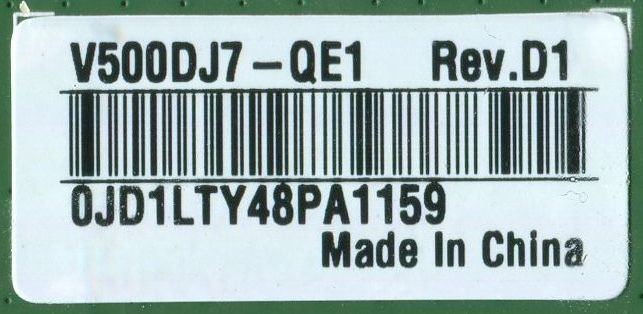 V500DJ7-QE1 Rev.D1
0JD1LTY48PA1159
Made In China